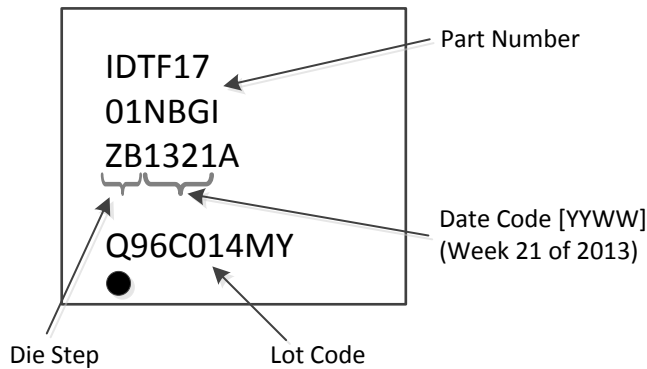 IDTF17
01NBGI
ZB1321A
Q96C014MY
Part Number
Date Code [YYWW]
(Week 21 of 2013)
Die Step
Lot Code